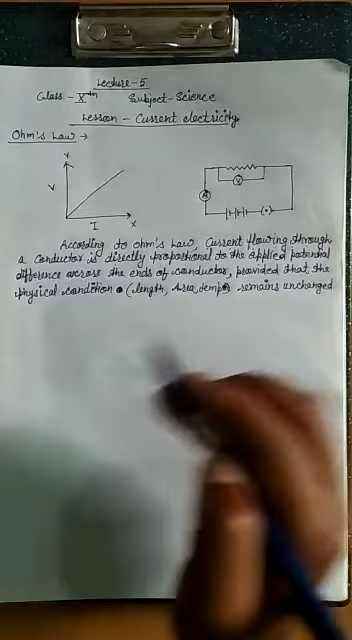 Lecture-5
Class:- Xth Subject-Science
Lesson - Current electricity
Ohm's Law →
Y
V
I
X
V
A
According to ohm's Law, Current flowing through
a conductor is directly proportional to the applied potential
difference across the ends of conductor, provided that the
physical condition (length, Area, temp) remains unchanged